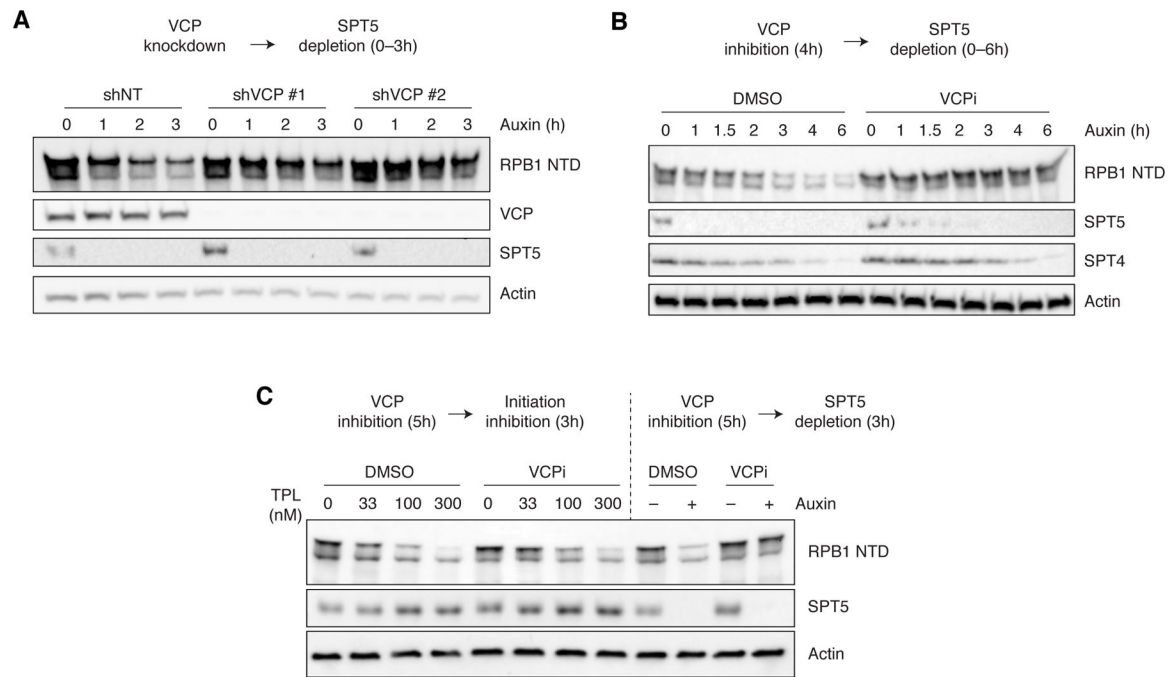 A
VCP knockdown → SPT5 depletion (0–3h)
shNT shVCP #1 shVCP #2
0 1 2 3 0 1 2 3 0 1 2 3 Auxin (h)
RPB1 NTD
VCP
SPT5
Actin
B
VCP inhibition (4h) → SPT5 depletion (0–6h)
DMSO VCPi
0 1 1.5 2 3 4 6 0 1 1.5 2 3 4 6 Auxin (h)
RPB1 NTD
SPT5
SPT4
Actin
C
VCP inhibition (5h) → Initiation inhibition (3h)
VCP inhibition (5h) → SPT5 depletion (3h)
DMSO VCPi DMSO VCPi
TPL (nM) 0 33 100 300 0 33 100 300 – + – + Auxin
RPB1 NTD
SPT5
Actin